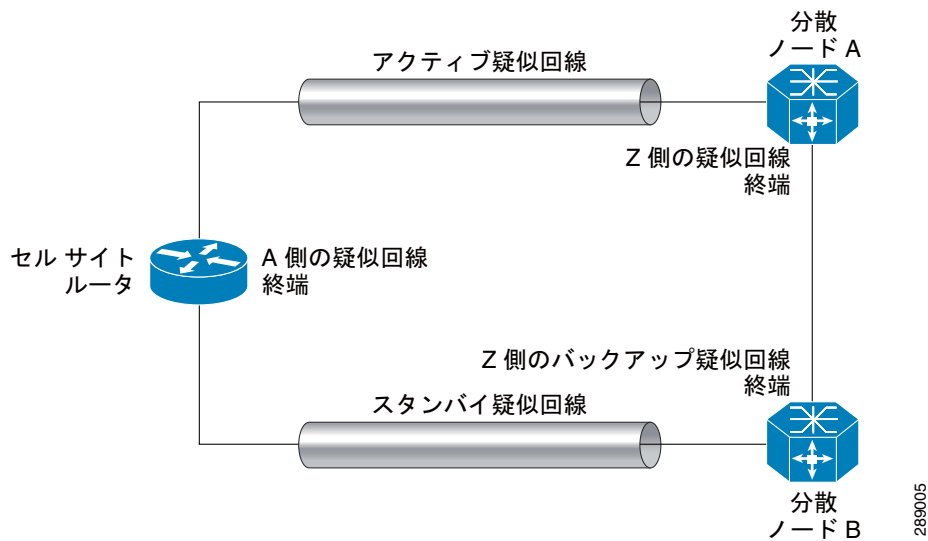 分散
ノード A
アクティブ疑似回線
Z 側の疑似回線
終端
セル サイト
ルータ
A 側の疑似回線
終端
Z 側のバックアップ疑似回線
終端
スタンバイ疑似回線
分散
ノード B
289005